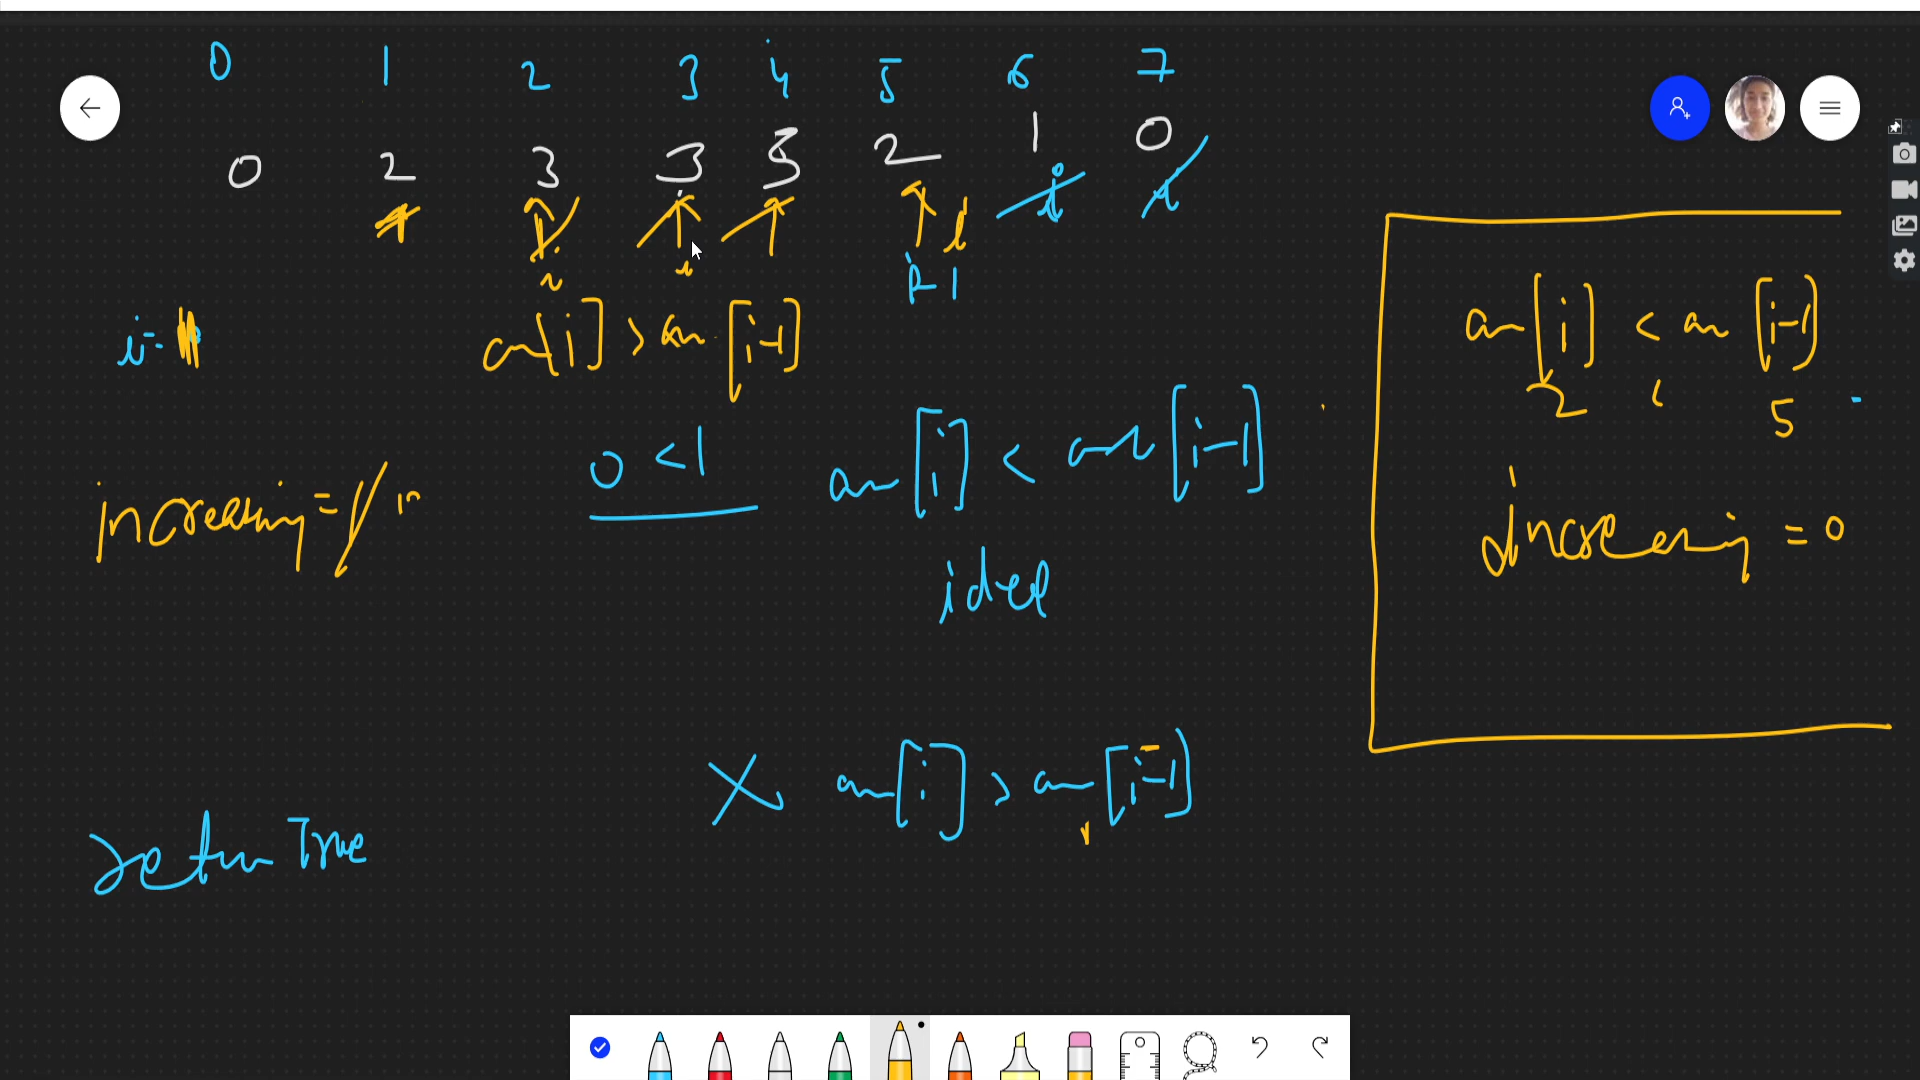 0 1 2 3 4 5 6 7
0 2 3 3 5 2 1 0
i i i i
i-1
i =
arr[i] > arr[i-1]
arr[i] < arr[i-1]
2 < 5
0 < 1 arr[i] < arr[i-1]
increasing = 1
increasing = 0
ideal
X arr[i] > arr[i-1]
return True